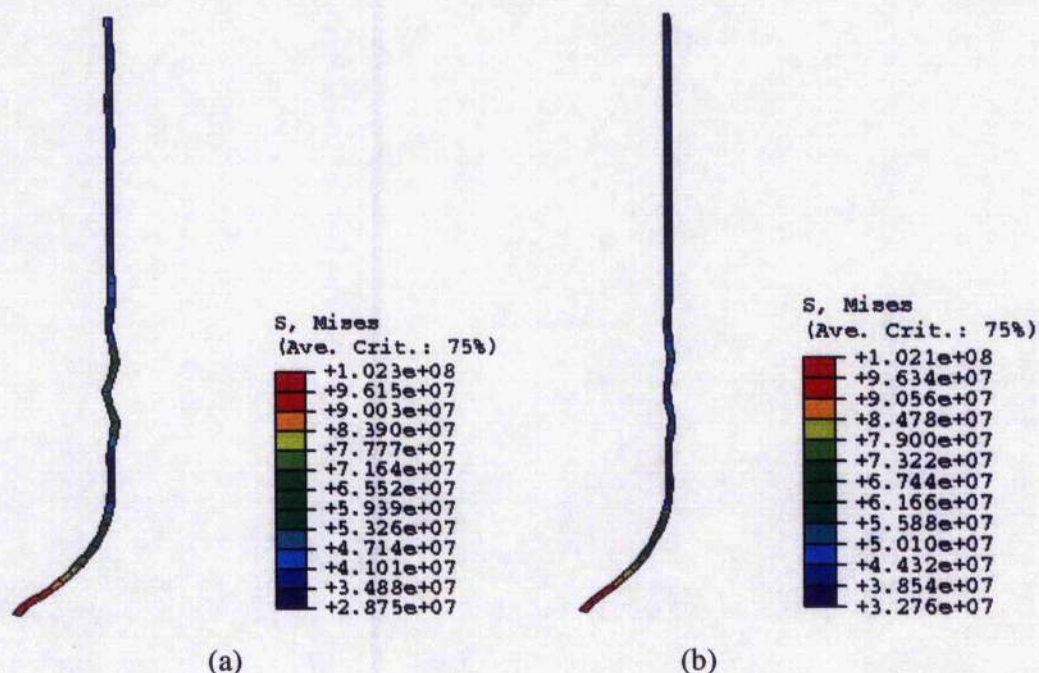 S, Mises
(Ave. Crit.: 75%)
+1.023e+08
+9.615e+07
+9.003e+07
+8.390e+07
+7.777e+07
+7.164e+07
+6.552e+07
+5.939e+07
+5.326e+07
+4.714e+07
+4.101e+07
+3.488e+07
+2.875e+07
(a)
S, Mises
(Ave. Crit.: 75%)
+1.021e+08
+9.634e+07
+9.056e+07
+8.478e+07
+7.900e+07
+7.322e+07
+6.744e+07
+6.166e+07
+5.588e+07
+5.010e+07
+4.432e+07
+3.854e+07
+3.276e+07
(b)